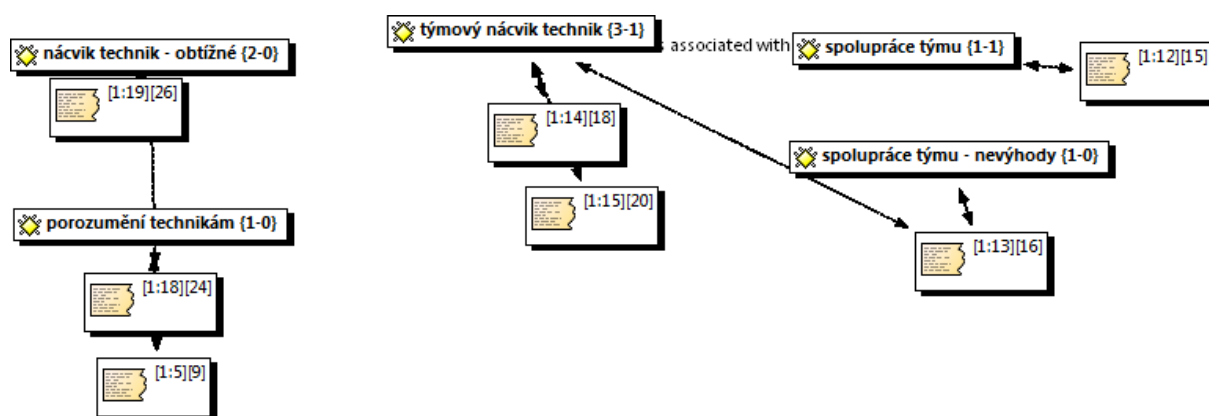 nácvik technik - obtížné {2-0}
[1:19][26]
porozumění technikám {1-0}
[1:18][24]
[1:5][9]
týmový nácvik technik {3-1}
s associated with
spolupráce týmu {1-1}
[1:12][15]
[1:14][18]
[1:15][20]
spolupráce týmu - nevýhody {1-0}
[1:13][16]